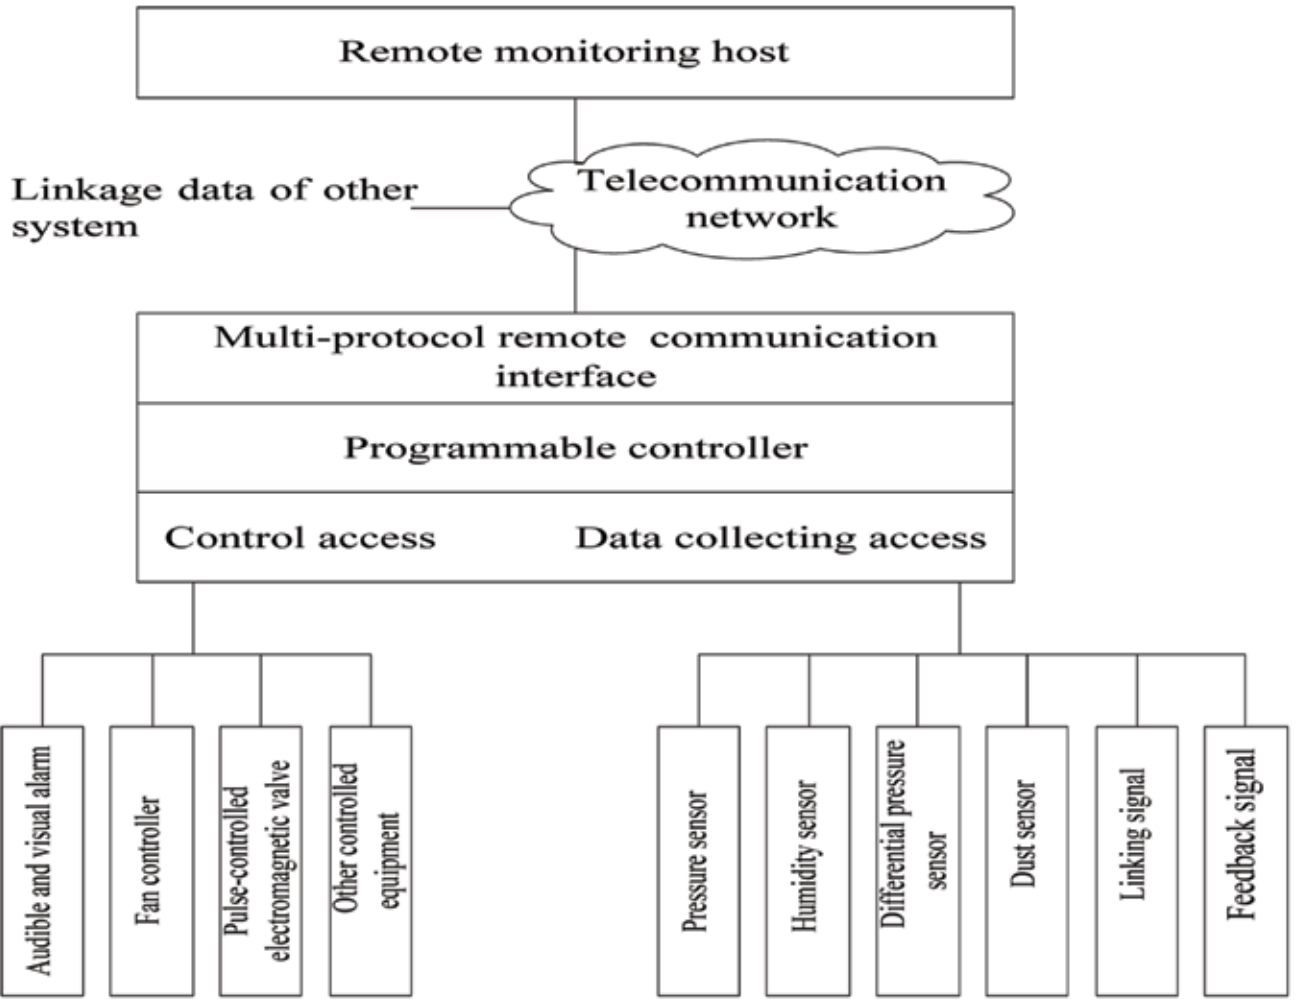 Remote monitoring host
Telecommunication
network
Linkage data of other
system
Multi-protocol remote communication
interface
Programmable controller
Control access
Data collecting access
Audible and visual alarm
Fan controller
Pulse-controlled
electromagnetic valve
Other controlled
equipment
Pressure sensor
Humidity sensor
Differential pressure
sensor
Dust sensor
Linking signal
Feedback signal